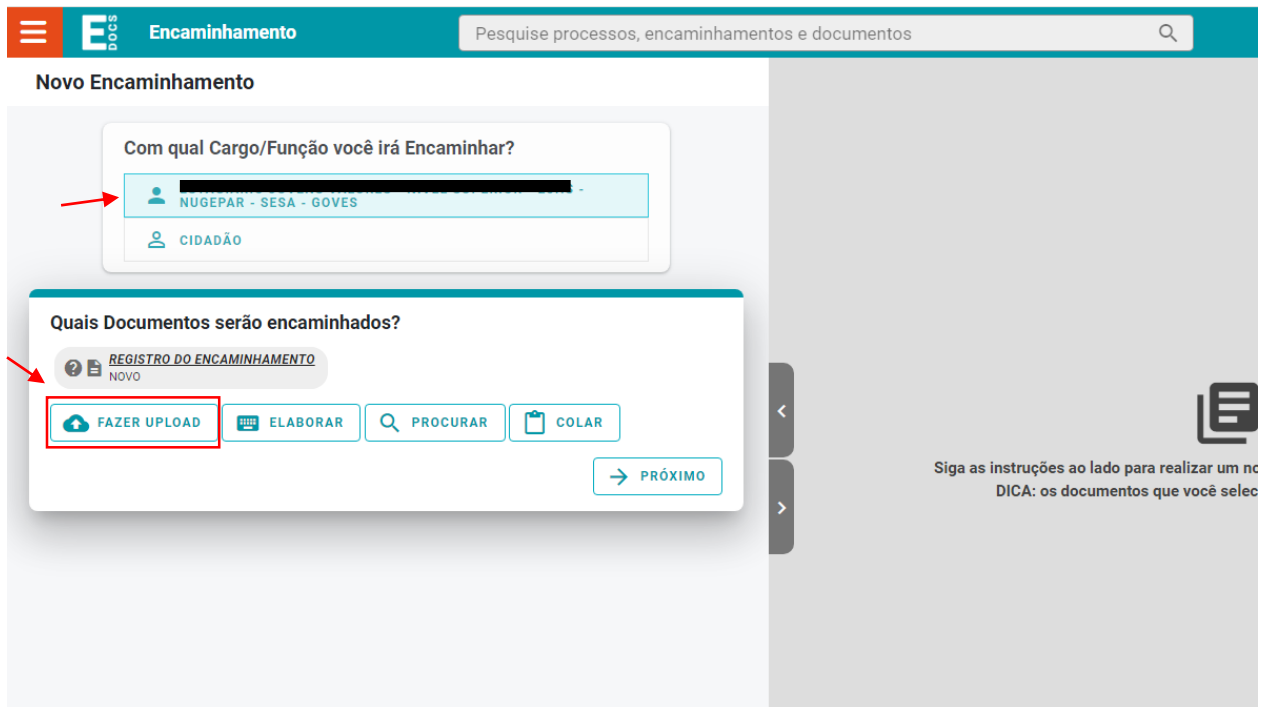 E DOCS Encaminhamento Pesquise processos, encaminhamentos e documentos
Novo Encaminhamento
Com qual Cargo/Função você irá Encaminhar?
NUGEPAR - SESA - GOVES
CIDADÃO
Quais Documentos serão encaminhados?
REGISTRO DO ENCAMINHAMENTO
NOVO
FAZER UPLOAD ELABORAR PROCURAR COLAR
PRÓXIMO
Siga as instruções ao lado para realizar um no
DICA: os documentos que você selec